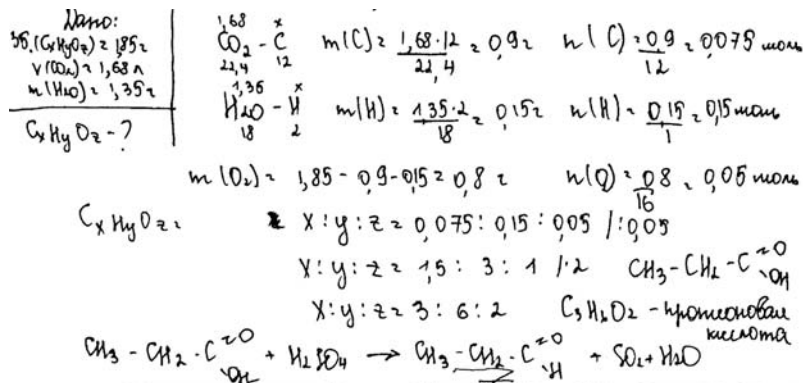 Дано:
35. (CxHyOz) = 1,85 г
V(CO₂) = 1,68 л
m(H₂O) = 1,35 г
CxHyOz - ?
1,68 x
CO₂ - C m(C) = 1,68·12 / 22,4 = 0,9 г n(C) = 0,9 / 12 = 0,075 моль
22,4 12
1,35 x
H₂O - H m(H) = 1,35·2 / 18 = 0,15 г n(H) = 0,15 / 1 = 0,15 моль
18 2
m(O₂) = 1,85 - 0,9 - 0,15 = 0,8 г n(O) = 0,8 / 16 = 0,05 моль
CxHyOz = x : y : z = 0,075 : 0,15 : 0,05 / : 0,05
x : y : z = 1,5 : 3 : 1 /·2 CH₃-CH₂-C=O -OH
x : y : z = 3 : 6 : 2 C₃H₆O₂ - пропионовая
кислота
CH₃-CH₂-C=O -OH + H₂SO₄ → CH₃-CH₂-C=O -H + SO₂ + H₂O